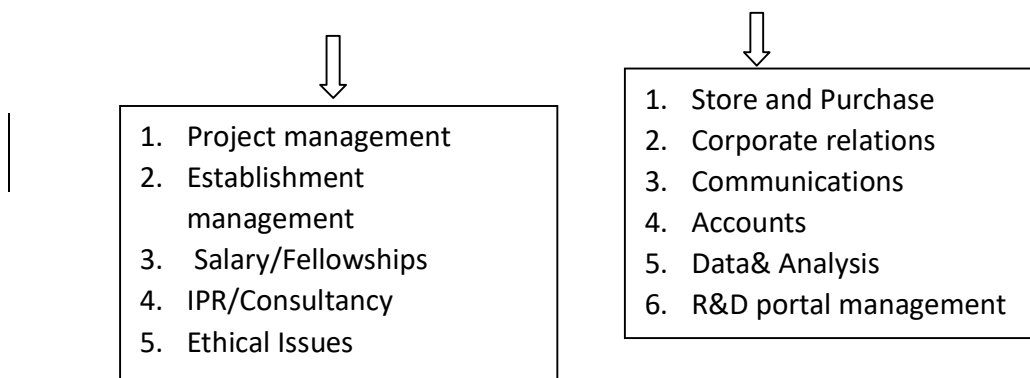 1. Project management
2. Establishment
management
3. Salary/Fellowships
4. IPR/Consultancy
5. Ethical Issues
1. Store and Purchase
2. Corporate relations
3. Communications
4. Accounts
5. Data& Analysis
6. R&D portal management